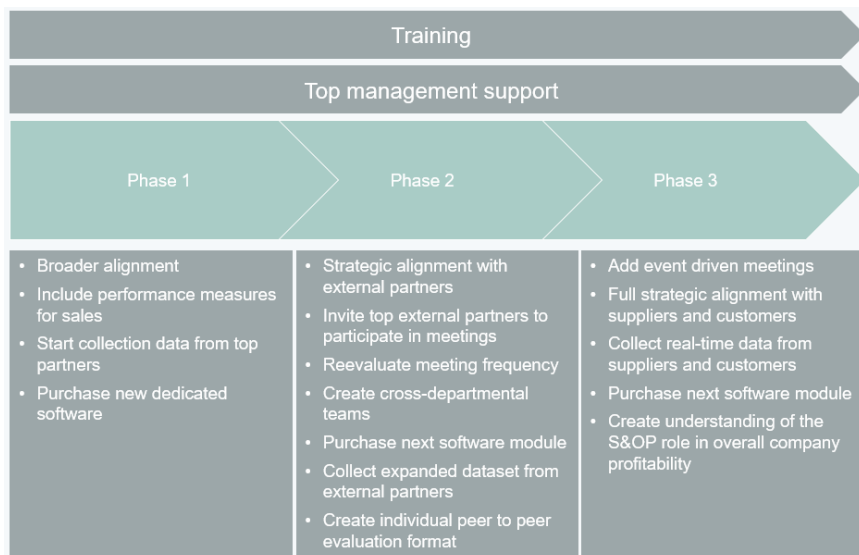 Training
Top management support
Phase 1
Phase 2
Phase 3
• Broader alignment
• Include performance measures
for sales
• Start collection data from top
partners
• Purchase new dedicated
software
• Strategic alignment with
external partners
• Invite top external partners to
participate in meetings
• Reevaluate meeting frequency
• Create cross-departmental
teams
• Purchase next software module
• Collect expanded dataset from
external partners
• Create individual peer to peer
evaluation format
• Add event driven meetings
• Full strategic alignment with
suppliers and customers
• Collect real-time data from
suppliers and customers
• Purchase next software module
• Create understanding of the
S&OP role in overall company
profitability